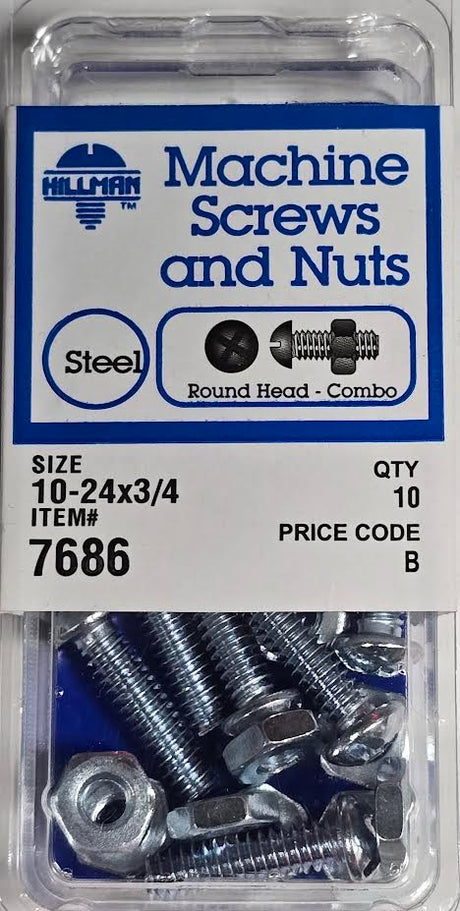 HILLMAN
TM
Machine
Screws
and Nuts
Steel
Round Head - Combo
SIZE
10-24x3/4
ITEM#
7686
QTY
10
PRICE CODE
B